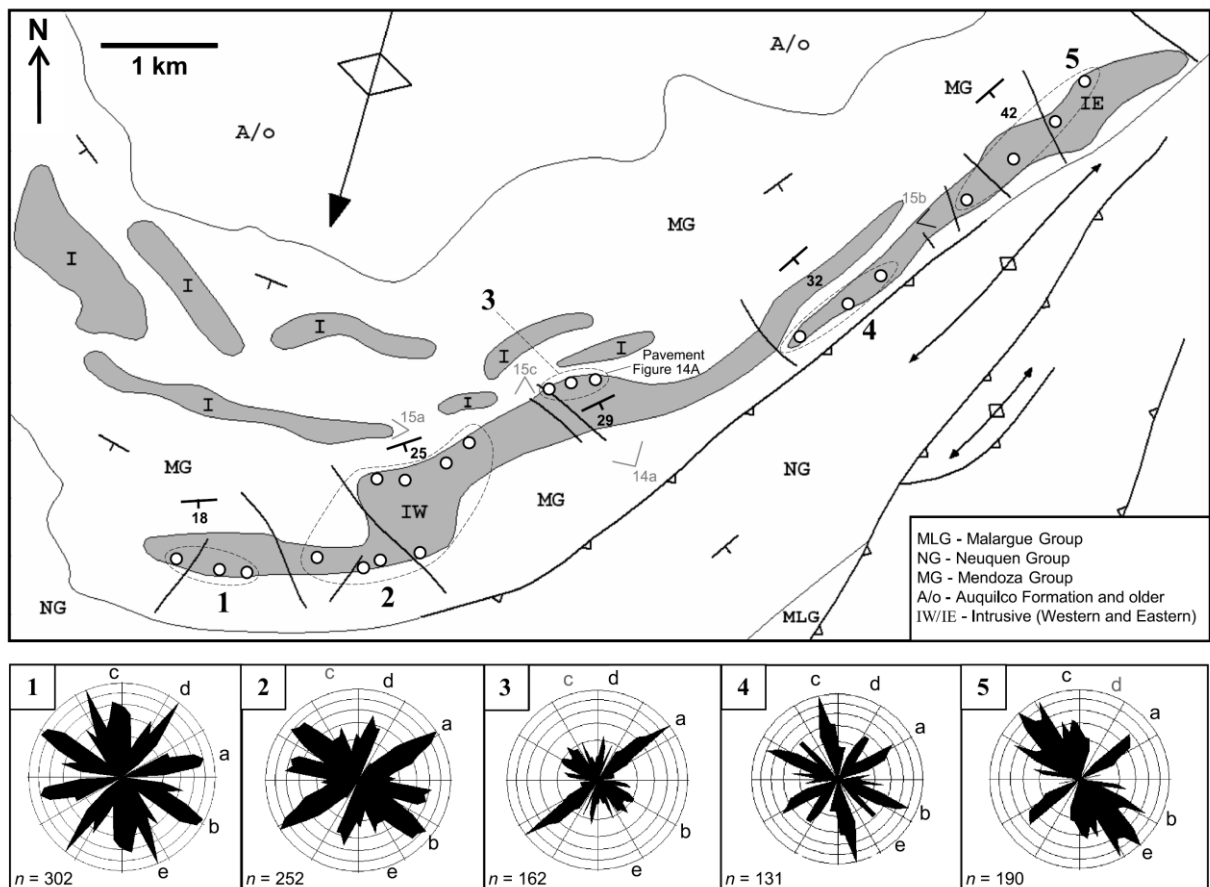 N
1 km
A/o
A/o
5
MG
IE
42
15b
MG
I
I
I
3
32
4
I
I
Pavement
Figure 14A
15c
I
I
15a
29
25
MG
14a
NG
IW
MG
18
NG
1
2
MLG
MLG - Malargue Group
NG - Neuquen Group
MG - Mendoza Group
A/o - Auquilco Formation and older
IW/IE - Intrusive (Western and Eastern)
1
c
d
a
b
e
n = 302
2
c
d
a
b
e
n = 252
3
c
d
a
b
n = 162
4
c
d
a
b
e
n = 131
5
c
d
a
b
e
n = 190